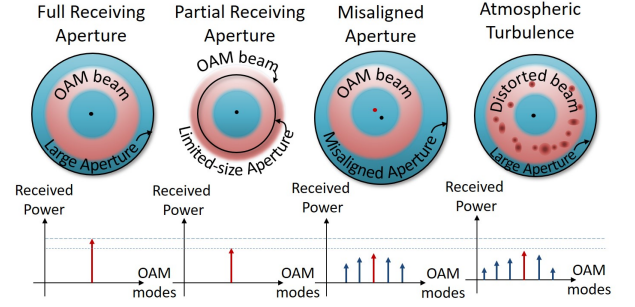 Full Receiving
Aperture
OAM beam
Large Aperture
Received
Power
OAM
modes
Partial Receiving
Aperture
OAM beam
Limited-size Aperture
Received
Power
OAM
modes
Misaligned
Aperture
OAM beam
Misaligned Aperture
Received
Power
OAM
modes
Atmospheric
Turbulence
Distorted beam
Large Aperture
Received
Power
OAM
modes